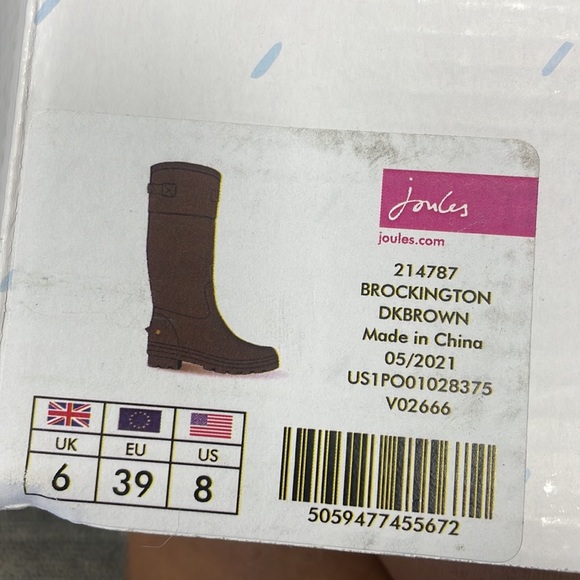 joules
joules.com
214787
BROCKINGTON
DKBROWN
Made in China
05/2021
US1PO01028375
V02666
UK EU US
6 39 8
5059477455672